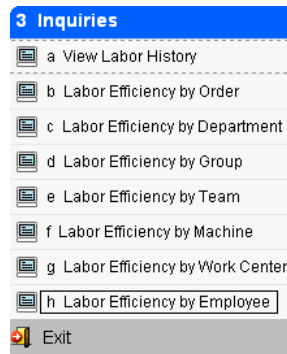 3 Inquiries
a View Labor History
b Labor Efficiency by Order
c Labor Efficiency by Department
d Labor Efficiency by Group
e Labor Efficiency by Team
f Labor Efficiency by Machine
g Labor Efficiency by Work Center
h Labor Efficiency by Employee
Exit